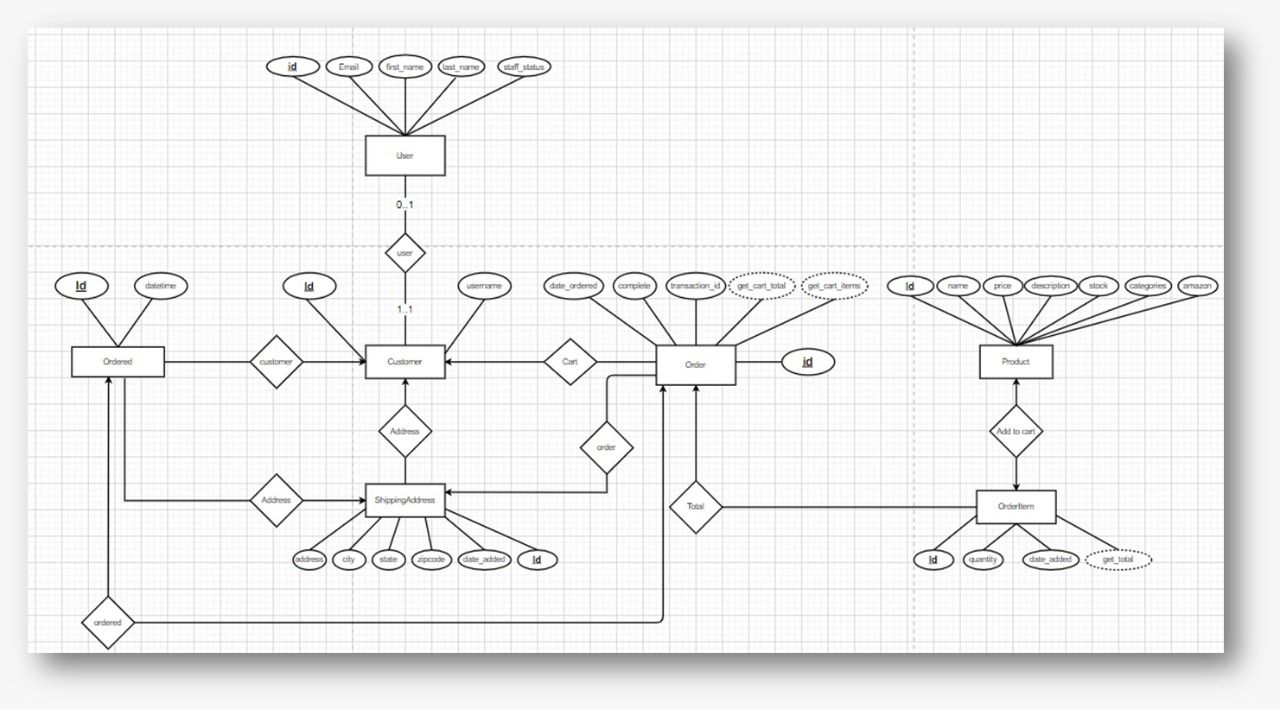 id
Email
first_name
last_name
staff_status
User
0..1
user
Id
datetime
Id
username
date_ordered
complete
transaction_id
get_cart_total
get_cart_items
Id
name
price
description
stock
categories
amazon
1..1
Ordered
customer
Customer
Cart
Order
id
Product
Address
order
Add to cart
Address
ShippingAddress
Total
OrderItem
address
city
state
zipcode
date_added
Id
Id
quantity
date_added
get_total
ordered